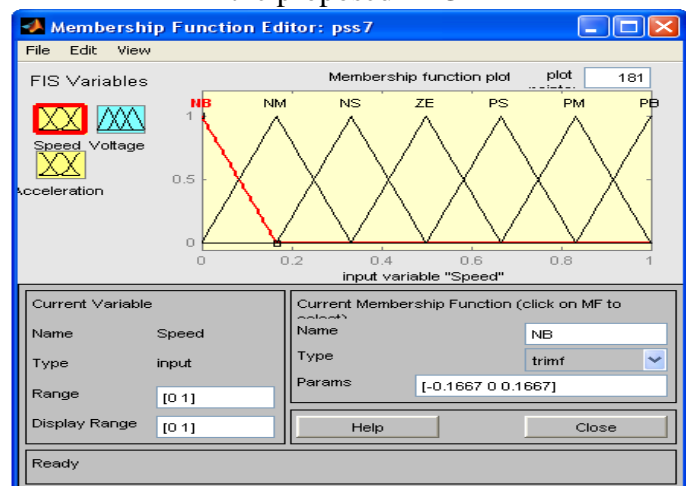 Membership Function Editor: pss7
File Edit View
FIS Variables
Membership function plot plot 181
NB NM NS ZE PS PM PB
1
0.5
0
0 0.2 0.4 0.6 0.8 1
input variable "Speed"
Speed Voltage
Acceleration
Current Variable
Name Speed
Type input
Range [0 1]
Display Range [0 1]
Current Membership Function (click on MF to
Name NB
Type trimf
Params [-0.1667 0 0.1667]
Help Close
Ready